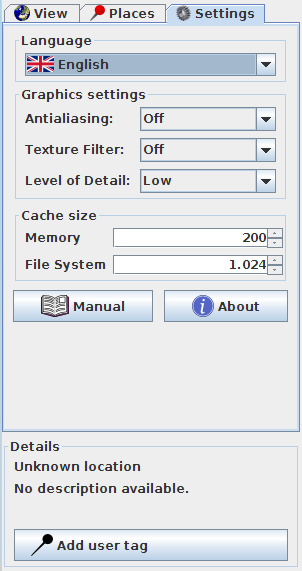 View Places Settings
Language
English
Graphics settings
Antialiasing: Off
Texture Filter: Off
Level of Detail: Low
Cache size
Memory 200
File System 1.024
Manual About
Details
Unknown location
No description available.
Add user tag